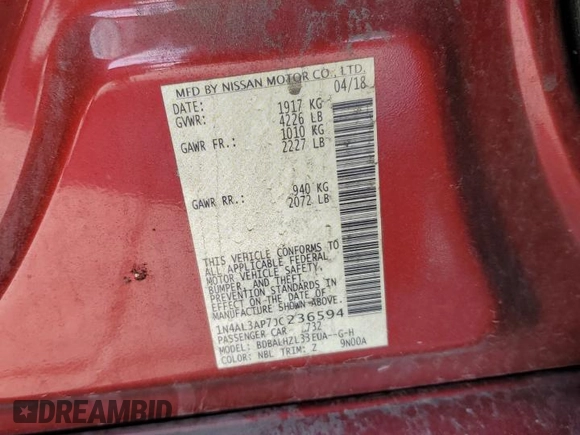 MFD BY NISSAN MOTOR CO., LTD.
DATE: 04/18
GVWR: 1917 KG
4226 LB
GAWR FR.: 1010 KG
2227 LB
GAWR RR.: 940 KG
2072 LB
THIS VEHICLE CONFORMS TO
ALL APPLICABLE FEDERAL
MOTOR VEHICLE SAFETY,
BUMPER, AND THEFT
PREVENTION STANDARDS IN
EFFECT ON THE DATE OF
MANUFACTURE SHOWN ABOVE.
1N4AL3AP7JC236594
PASSENGER CAR J32
MODEL: BDBALHZL33EUA--G-H
COLOR: NBL TRIM: Z 9N00A
DREAMBID